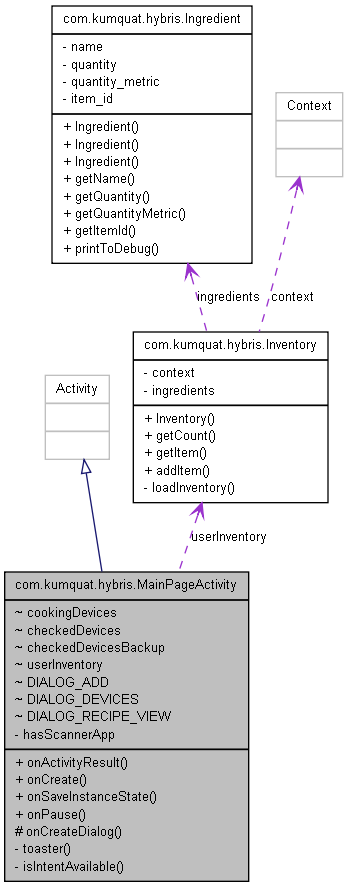 com.kumquat.hybris.Ingredient
- name
- quantity
- quantity_metric
- item_id
+ Ingredient()
+ Ingredient()
+ Ingredient()
+ getName()
+ getQuantity()
+ getQuantityMetric()
+ getItemId()
+ printToDebug()
Context
ingredients
context
com.kumquat.hybris.Inventory
- context
- ingredients
+ Inventory()
+ getCount()
+ getItem()
+ addItem()
- loadInventory()
Activity
userInventory
com.kumquat.hybris.MainPageActivity
~ cookingDevices
~ checkedDevices
~ checkedDevicesBackup
~ userInventory
~ DIALOG_ADD
~ DIALOG_DEVICES
~ DIALOG_RECIPE_VIEW
- hasScannerApp
+ onActivityResult()
+ onCreate()
+ onSaveInstanceState()
+ onPause()
# onCreateDialog()
- toaster()
- isIntentAvailable()